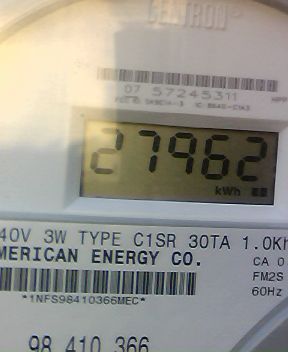 CENTRON®
07 57245311
27962
kWh
40V 3W TYPE C1SR 30TA 1.0Kh
MERICAN ENERGY CO.
CA 0
FM2S
60Hz
*1NFS98410366MEC*
98 410 366